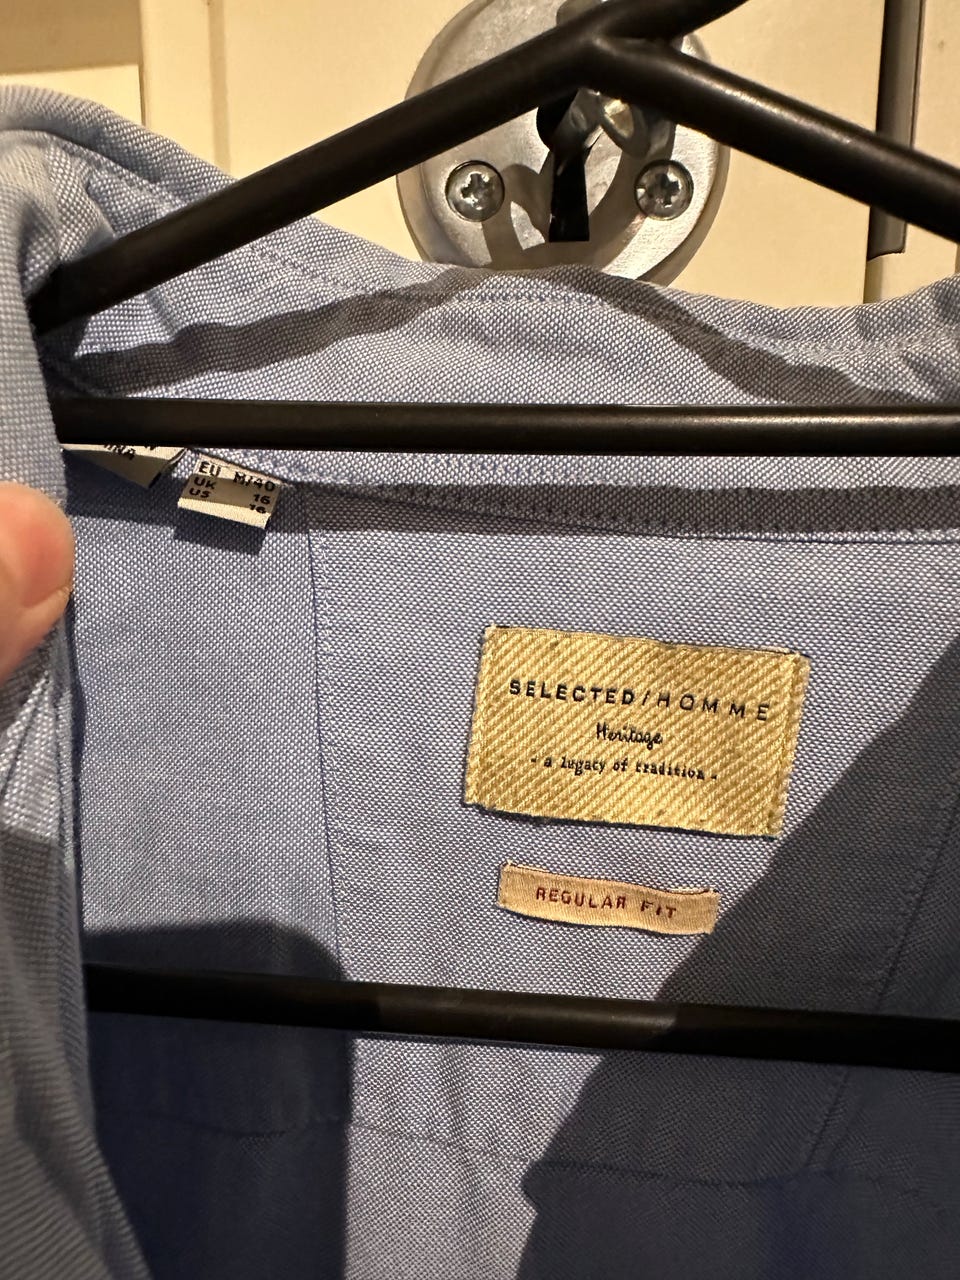 EU M/40
UK 16
US 16
SELECTED/HOMME
Heritage
- a legacy of tradition -
REGULAR FIT